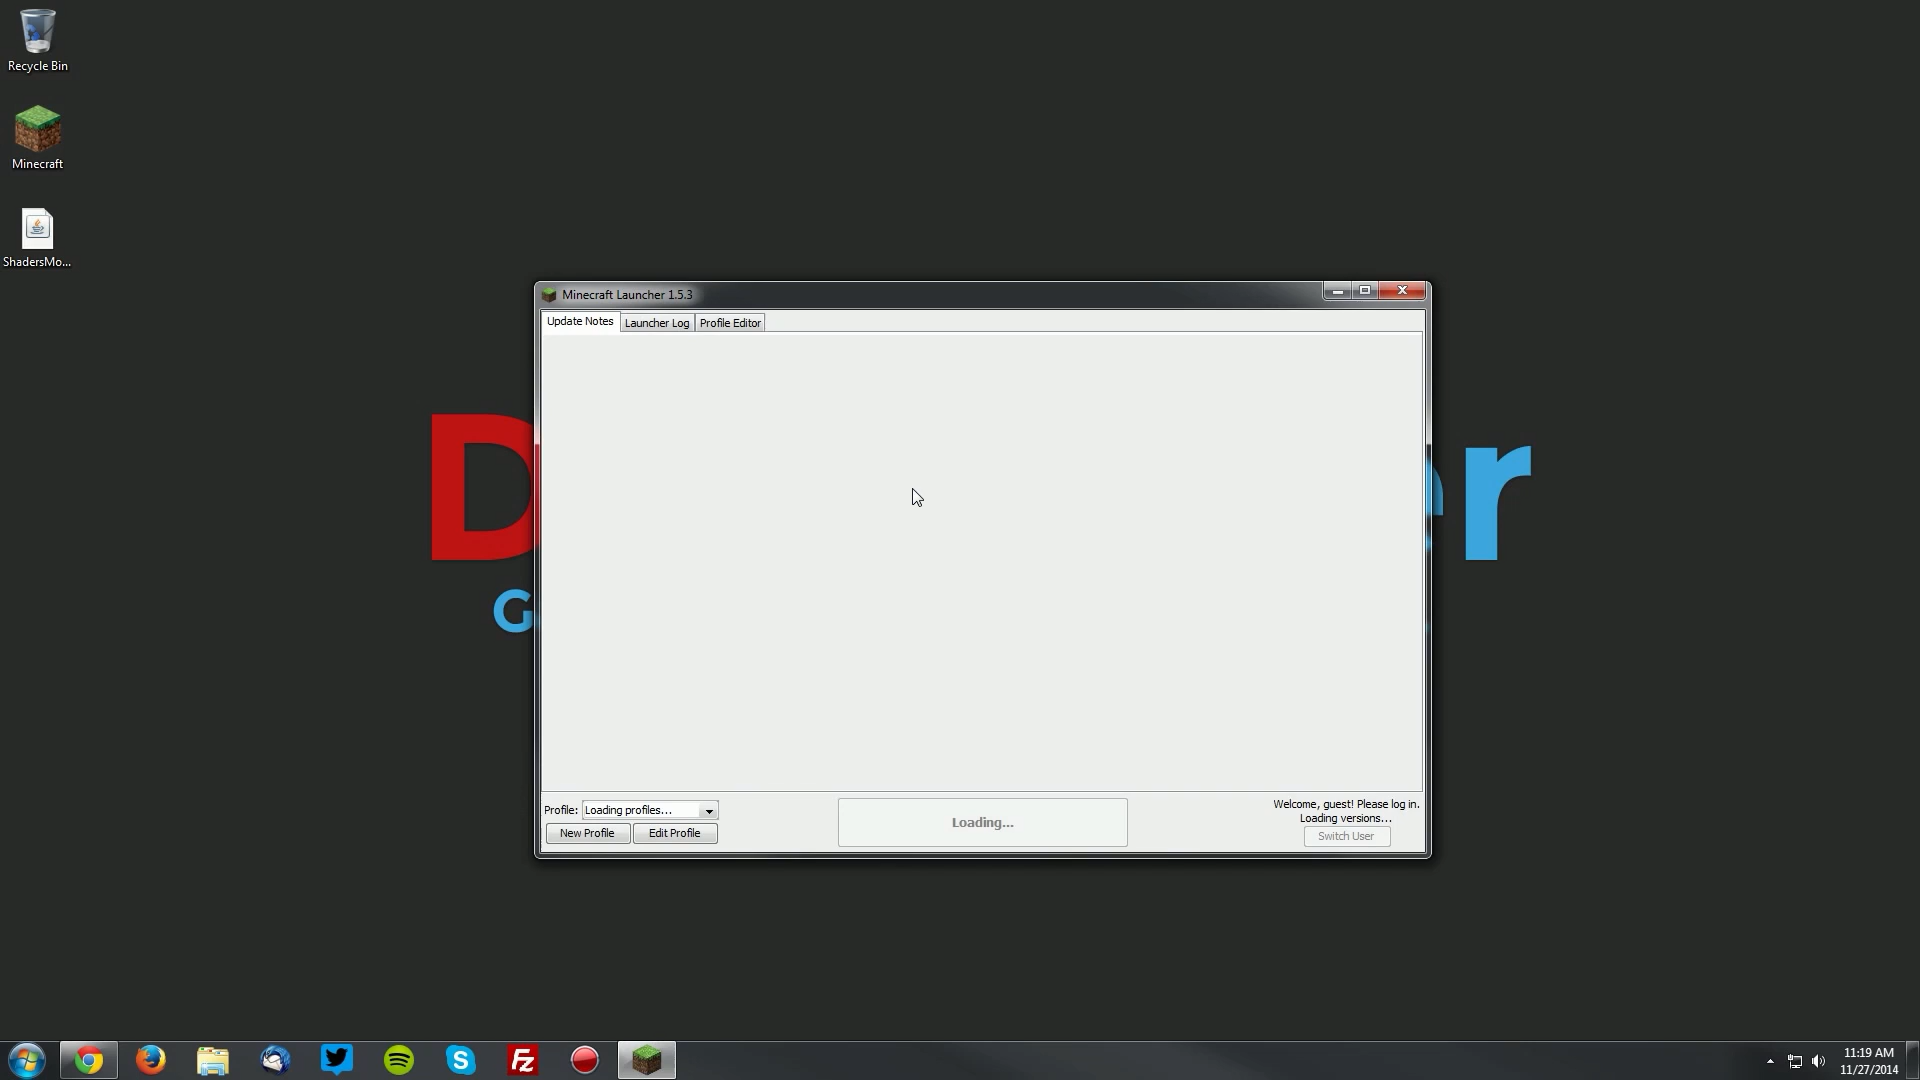 Recycle Bin
Minecraft
ShadersMo...
Minecraft Launcher 1.5.3
Update Notes
Launcher Log
Profile Editor
D
r
G
Profile: Loading profiles...
New Profile
Edit Profile
Loading...
Welcome, guest! Please log in.
Loading versions...
Switch User
11:19 AM
11/27/2014